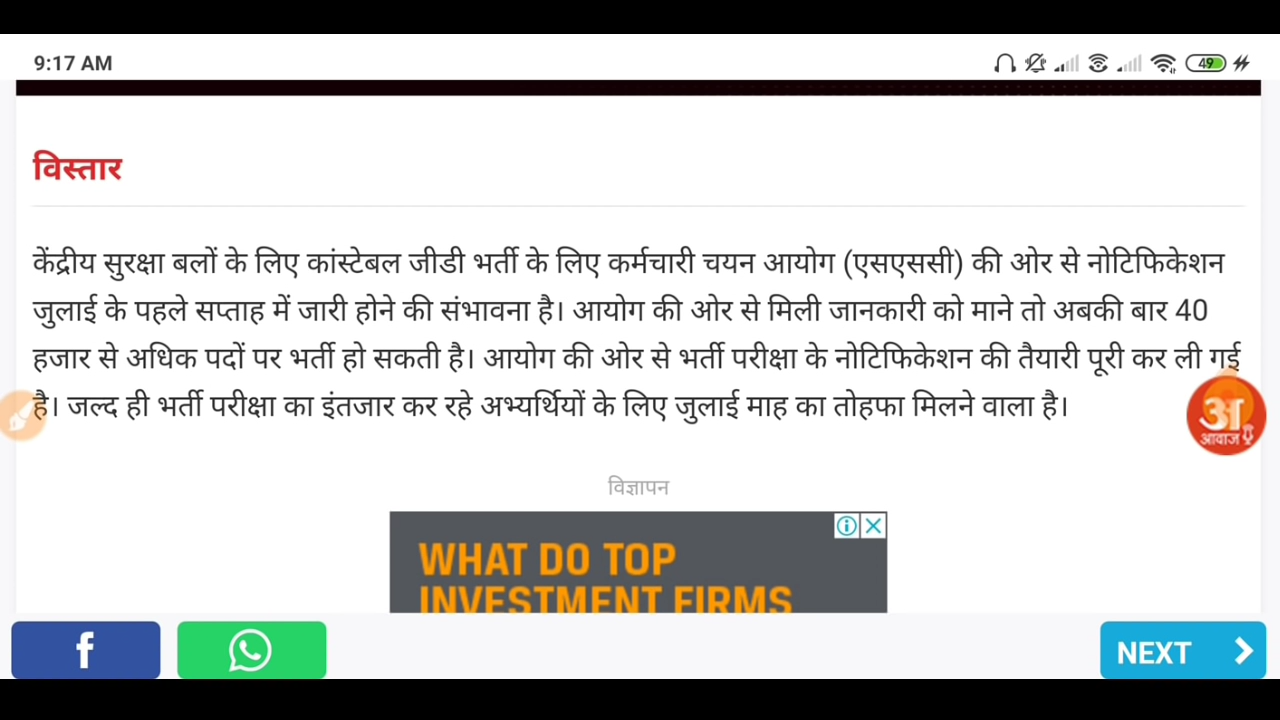 9:17 AM
49
विस्तार
केंद्रीय सुरक्षा बलों के लिए कांस्टेबल जीडी भर्ती के लिए कर्मचारी चयन आयोग (एसएससी) की ओर से नोटिफिकेशन
जुलाई के पहले सप्ताह में जारी होने की संभावना है। आयोग की ओर से मिली जानकारी को माने तो अबकी बार 40
हजार से अधिक पदों पर भर्ती हो सकती है। आयोग की ओर से भर्ती परीक्षा के नोटिफिकेशन की तैयारी पूरी कर ली गई
है। जल्द ही भर्ती परीक्षा का इंतजार कर रहे अभ्यर्थियों के लिए जुलाई माह का तोहफा मिलने वाला है।
अ
आवाज
विज्ञापन
WHAT DO TOP
INVESTMENT FIRMS
f
NEXT